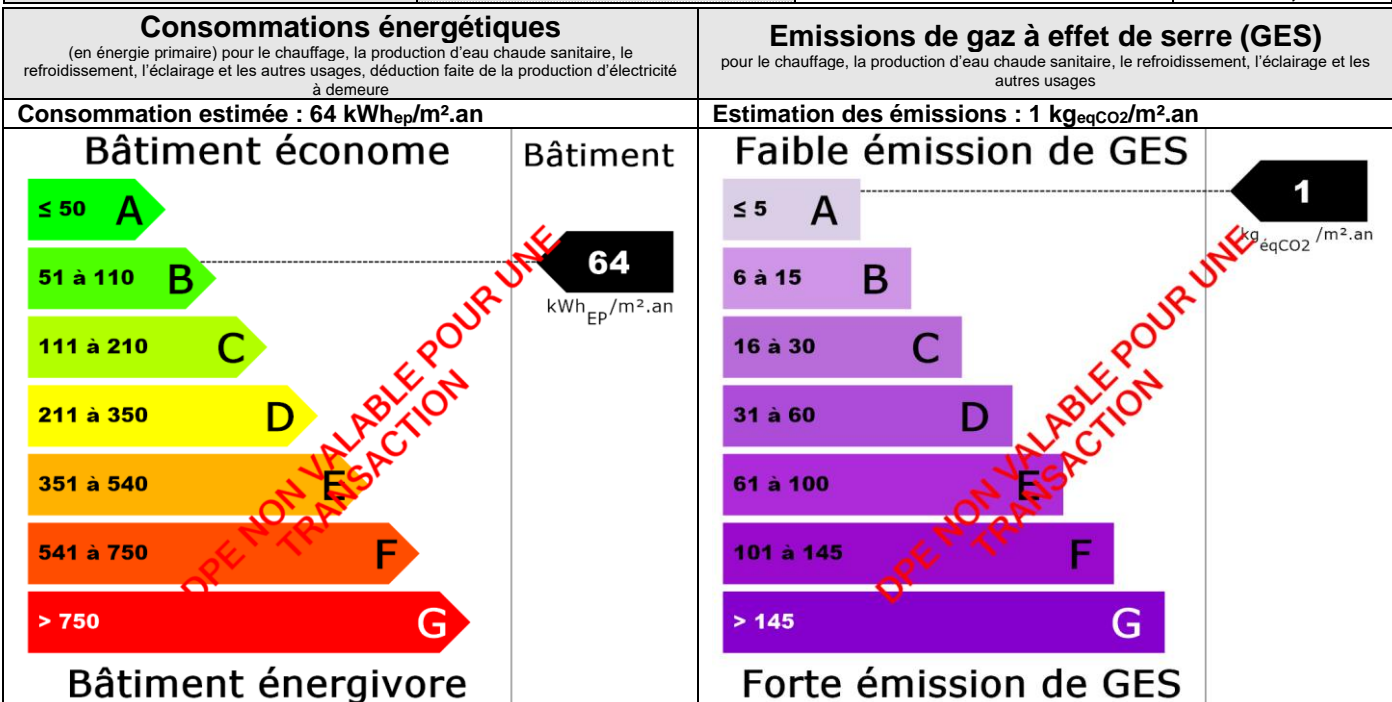 Consommations énergétiques
(en énergie primaire) pour le chauffage, la production d'eau chaude sanitaire, le
refroidissement, l'éclairage et les autres usages, déduction faite de la production d'électricité
à demeure
Consommation estimée : 64 kWhep/m².an
Bâtiment économe
Bâtiment
≤ 50 A
51 à 110 B
64
kWhEP/m².an
111 à 210 C
211 à 350 D
351 à 540 E
541 à 750 F
> 750 G
DPE NON VALABLE POUR UNE
TRANSACTION
Bâtiment énergivore
Emissions de gaz à effet de serre (GES)
pour le chauffage, la production d'eau chaude sanitaire, le refroidissement, l'éclairage et les
autres usages
Estimation des émissions : 1 kgeqCO2/m².an
Faible émission de GES
≤ 5 A
1
kg éqCO2 /m².an
6 à 15 B
16 à 30 C
31 à 60 D
61 à 100 E
101 à 145 F
> 145 G
DPE NON VALABLE POUR UNE
TRANSACTION
Forte émission de GES